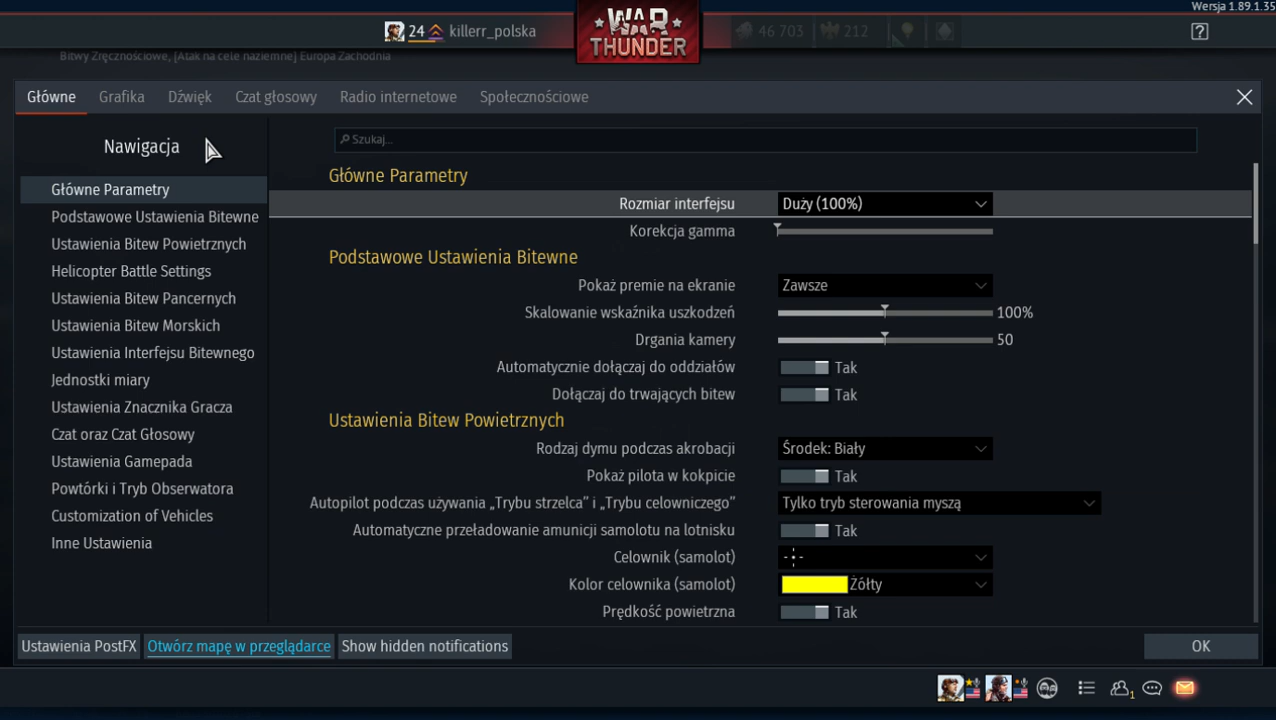 Wersja 1.89.1.35
24 killerr_polska
WAR
THUNDER
46 703 212
?
Bitwy Zręcznościowe, [Atak na cele naziemne] Europa Zachodnia
Główne Grafika Dźwięk Czat głosowy Radio internetowe Społecznościowe
Nawigacja
Szukaj...
Główne Parametry
Podstawowe Ustawienia Bitewne
Ustawienia Bitew Powietrznych
Helicopter Battle Settings
Ustawienia Bitew Pancernych
Ustawienia Bitew Morskich
Ustawienia Interfejsu Bitewnego
Jednostki miary
Ustawienia Znacznika Gracza
Czat oraz Czat Głosowy
Ustawienia Gamepada
Powtórki i Tryb Obserwatora
Customization of Vehicles
Inne Ustawienia
Główne Parametry
Rozmiar interfejsu Duży (100%)
Korekcja gamma
Podstawowe Ustawienia Bitewne
Pokaż premie na ekranie Zawsze
Skalowanie wskaźnika uszkodzeń 100%
Drgania kamery 50
Automatycznie dołączaj do oddziałów Tak
Dołączaj do trwających bitew Tak
Ustawienia Bitew Powietrznych
Rodzaj dymu podczas akrobacji Środek: Biały
Pokaż pilota w kokpicie Tak
Autopilot podczas używania „Trybu strzelca” i „Trybu celowniczego” Tylko tryb sterowania myszą
Automatyczne przeładowanie amunicji samolotu na lotnisku Tak
Celownik (samolot)
Kolor celownika (samolot) Żółty
Prędkość powietrzna Tak
Ustawienia PostFX Otwórz mapę w przeglądarce Show hidden notifications OK
1